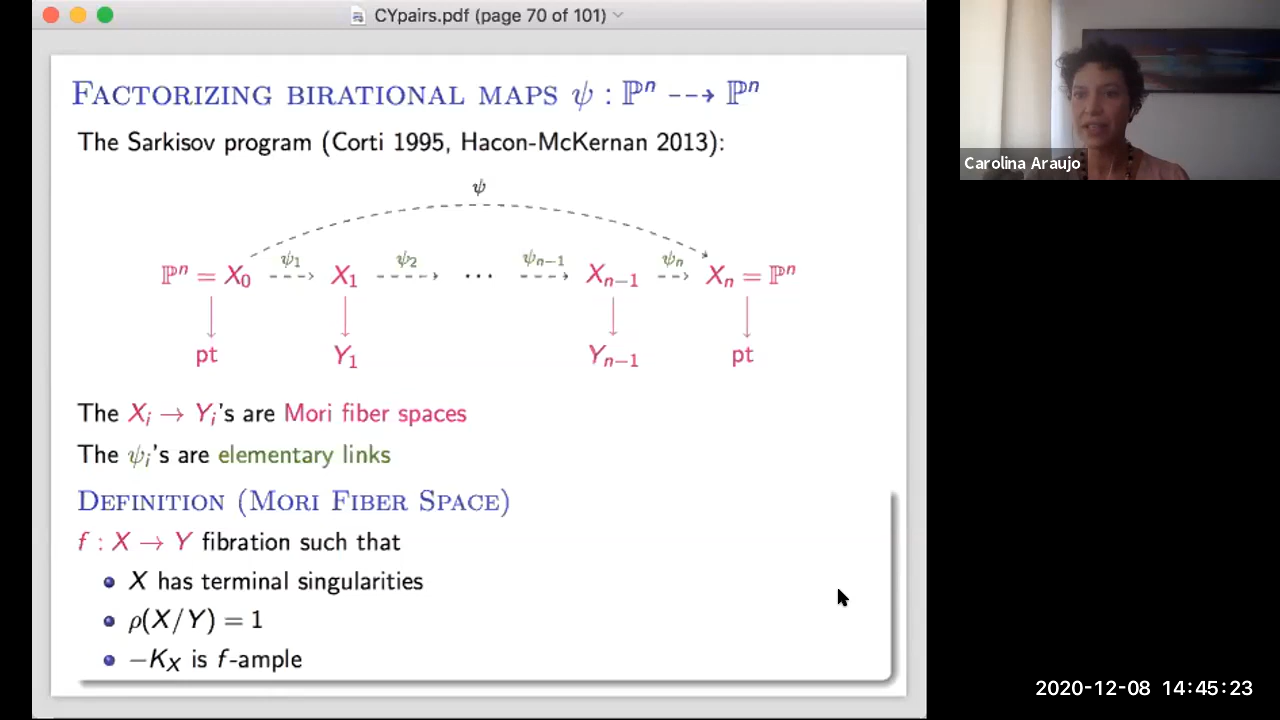 CYpairs.pdf (page 70 of 101)
FACTORIZING BIRATIONAL MAPS ψ : ℙⁿ ⇢ ℙⁿ
The Sarkisov program (Corti 1995, Hacon-McKernan 2013):
ψ
ψ₁ ψ₂ ψₙ₋₁ ψₙ
ℙⁿ = X₀ ⇢ X₁ ⇢ ⋯ ⇢ Xₙ₋₁ ⇢ Xₙ = ℙⁿ
pt Y₁ Yₙ₋₁ pt
The Xᵢ → Yᵢ's are Mori fiber spaces
The ψᵢ's are elementary links
DEFINITION (MORI FIBER SPACE)
f : X → Y fibration such that
• X has terminal singularities
• ρ(X/Y) = 1
• −K_X is f-ample
Carolina Araujo
2020-12-08 14:45:23